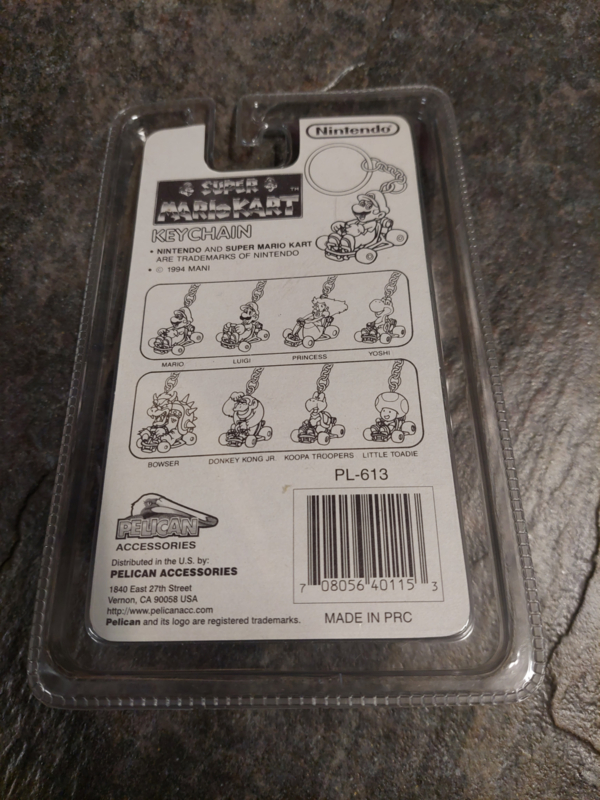 Nintendo
SUPER
MARIO KART ™
KEYCHAIN
• NINTENDO AND SUPER MARIO KART
ARE TRADEMARKS OF NINTENDO
• © 1994 MANI
MARIO LUIGI PRINCESS YOSHI
BOWSER DONKEY KONG JR. KOOPA TROOPERS LITTLE TOADIE
PL-613
PELICAN
ACCESSORIES
Distributed in the U.S. by:
PELICAN ACCESSORIES
1840 East 27th Street
Vernon, CA 90058 USA
http://www.pelicanacc.com
Pelican and its logo are registered trademarks.
7 08056 40115 3
MADE IN PRC